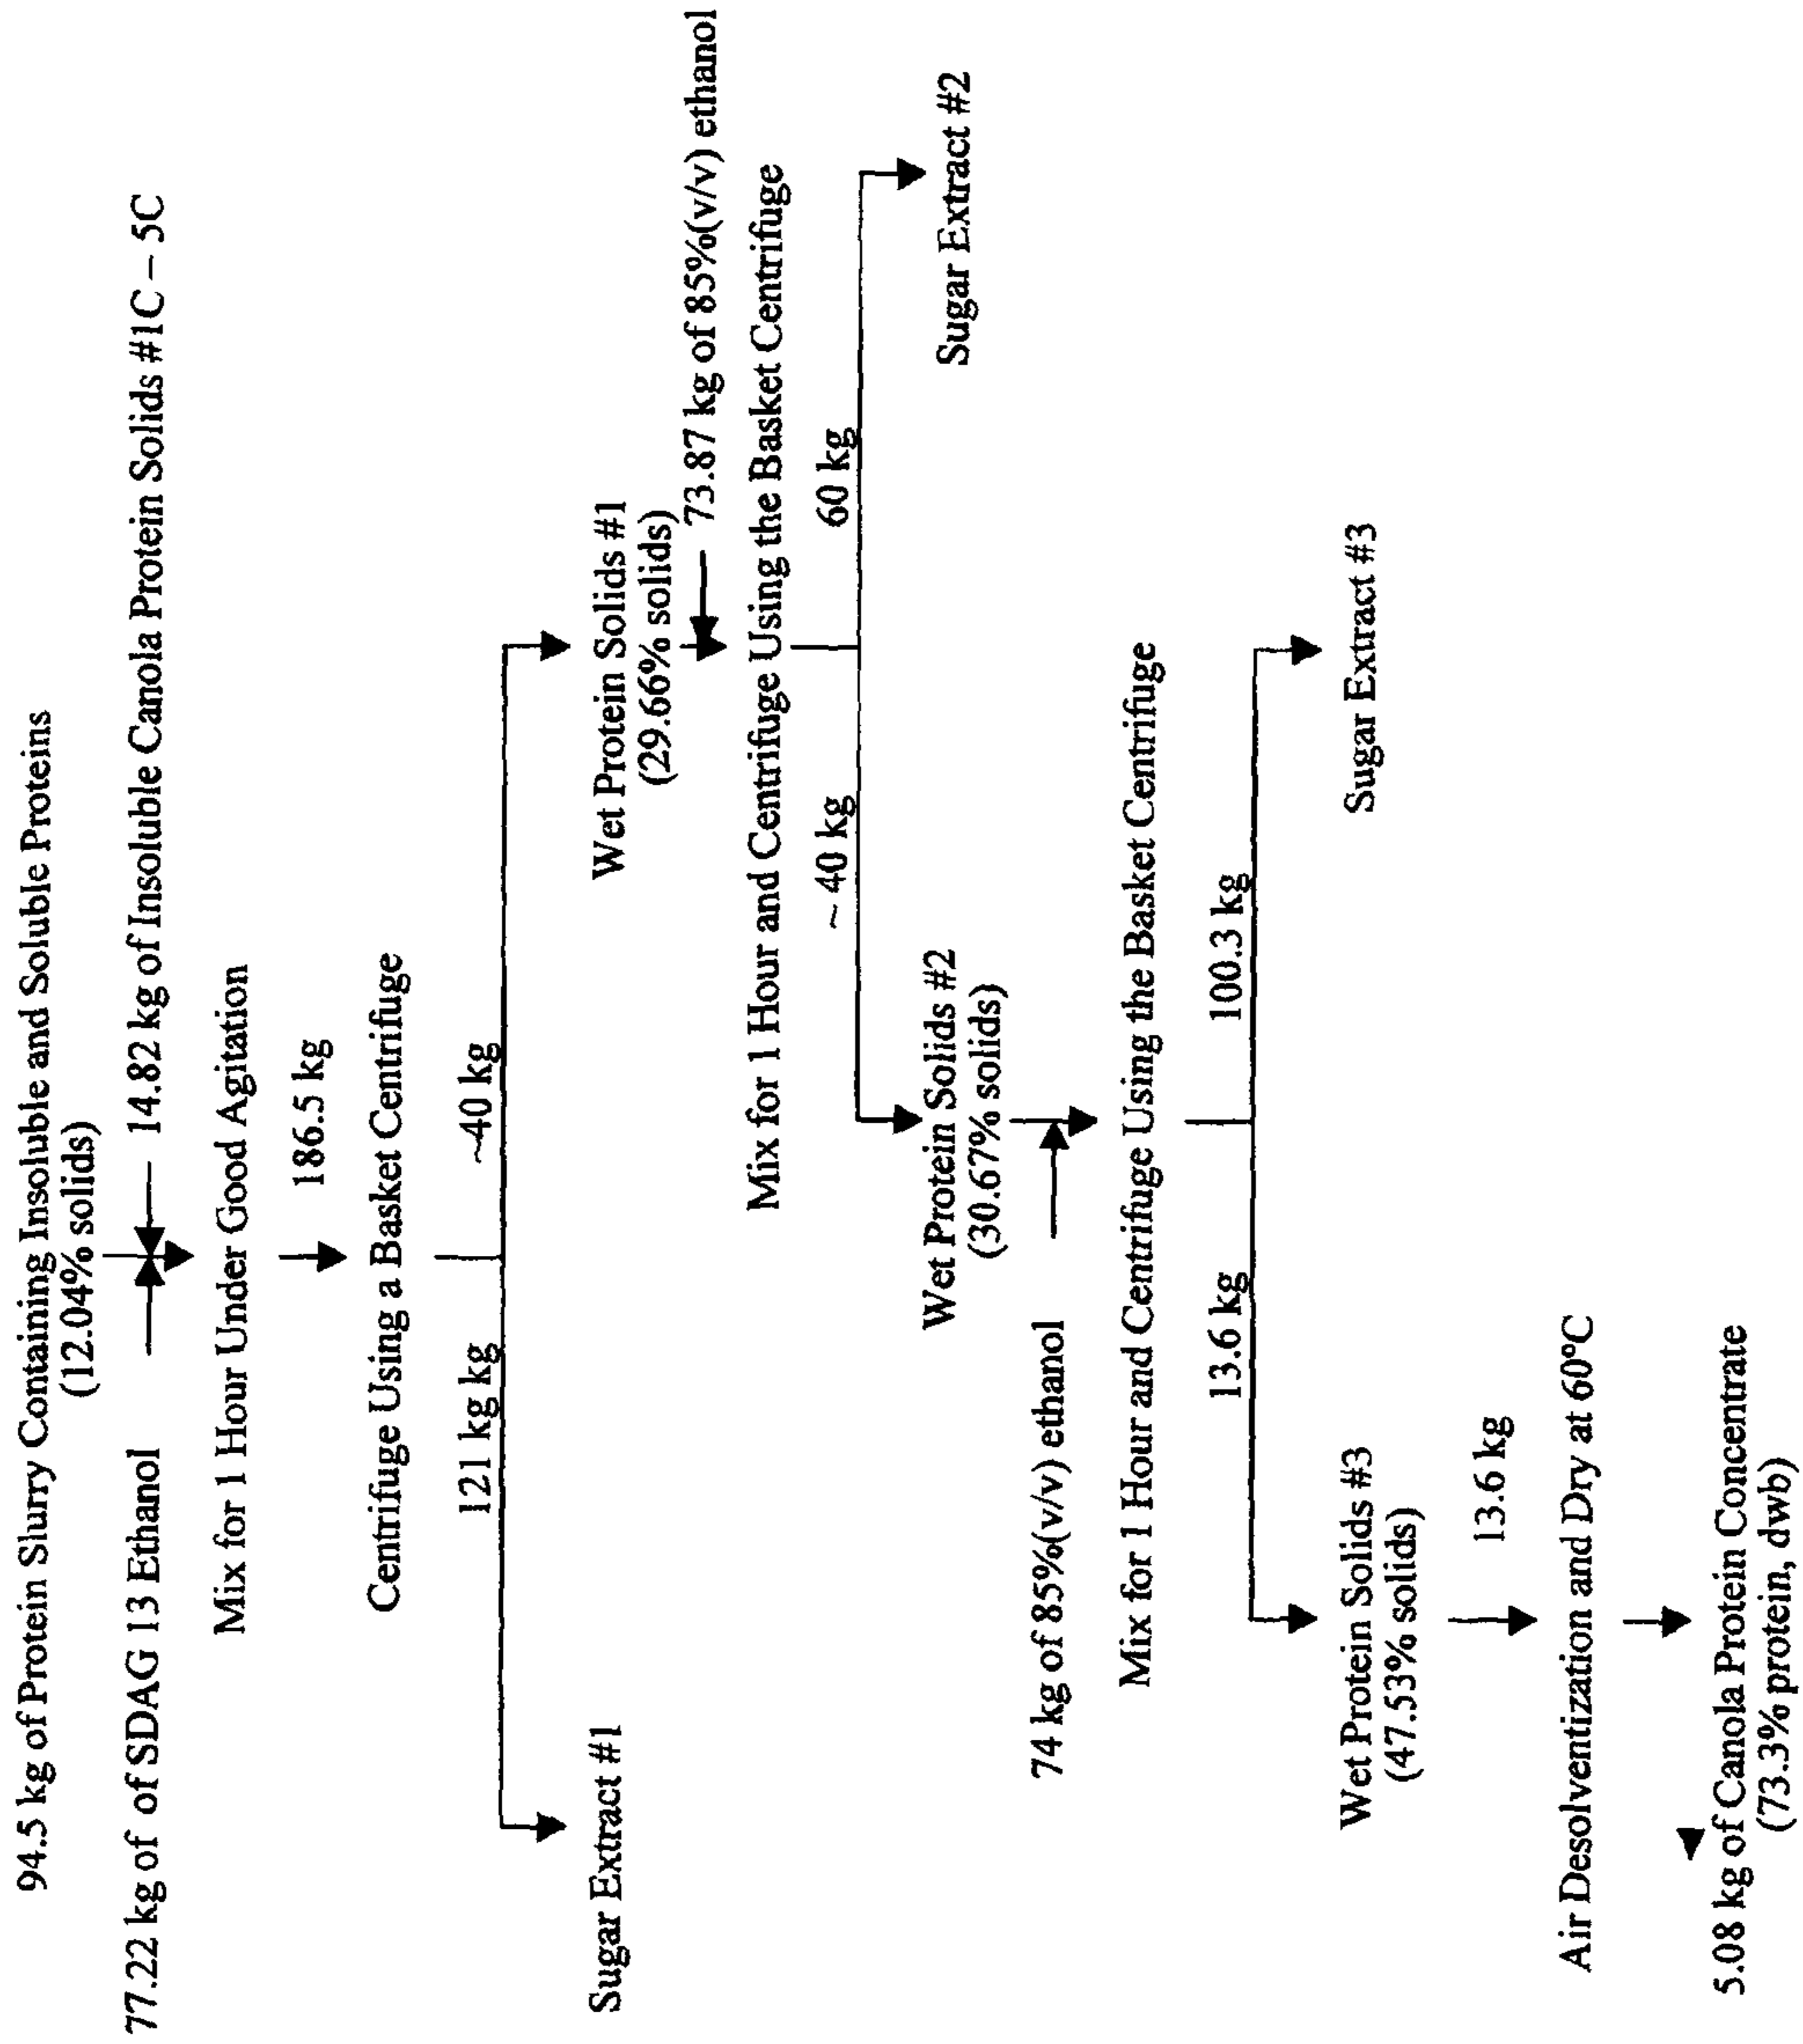 94.5 kg of Protein Slurry Containing Insoluble and Soluble Proteins
(12.04% solids)
77.22 kg of of SDAG 13 Ethanol
14.82 kg of Insoluble Canola Protein Solids #1C – 5C
Mix for 1 Hour Under Good Agitation
186.5 kg
Centrifuge Using a Basket Centrifuge
121 kg kg
~40 kg
Sugar Extract #1
Wet Protein Solids #1
(29.66% solids)
73.87 kg of 85%(v/v) ethanol
Mix for 1 Hour and Centrifuge Using the Basket Centrifuge
~ 40 kg
60 kg
Wet Protein Solids #2
(30.67% solids)
Sugar Extract #2
74 kg of 85%(v/v) ethanol
Mix for 1 Hour and Centrifuge Using the Basket Centrifuge
13.6 kg
100.3 kg
Wet Protein Solids #3
(47.53% solids)
Sugar Extract #3
13.6 kg
Air Desolventization and Dry at 60ºC
5.08 kg of Canola Protein Concentrate
(73.3% protein, dwb)